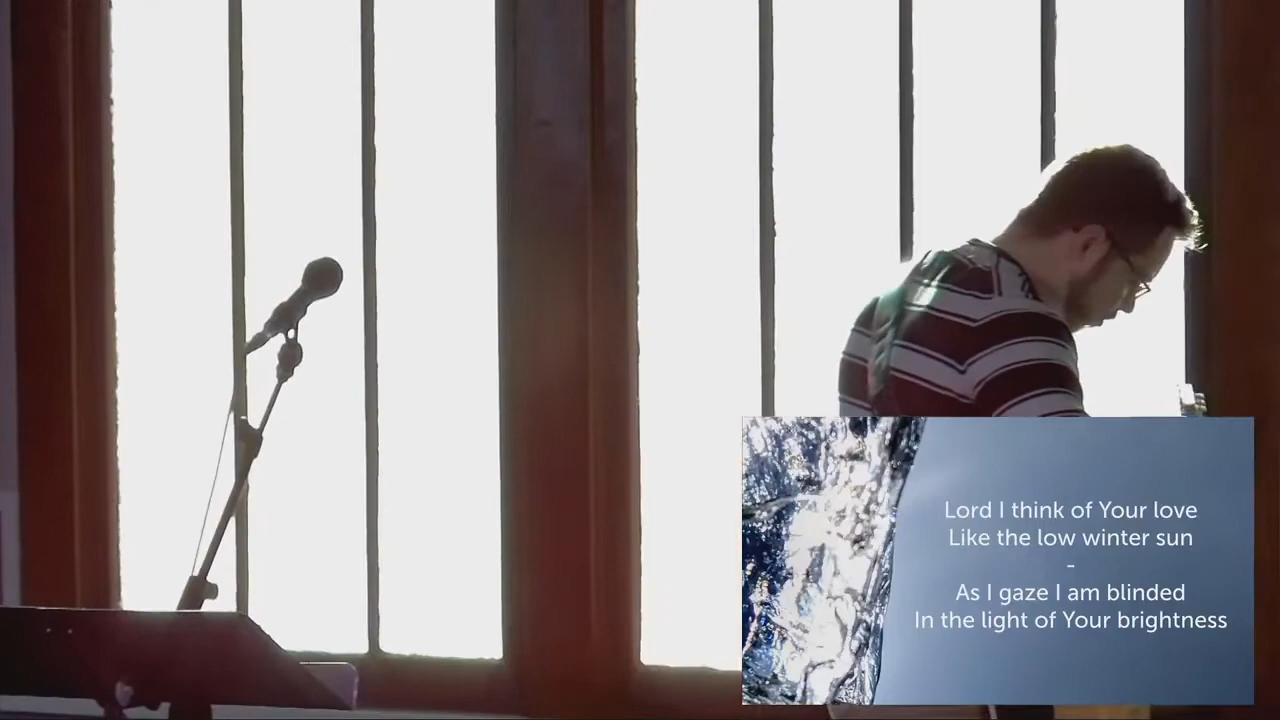 Lord I think of Your love
Like the low winter sun
-
As I gaze I am blinded
In the light of Your brightness